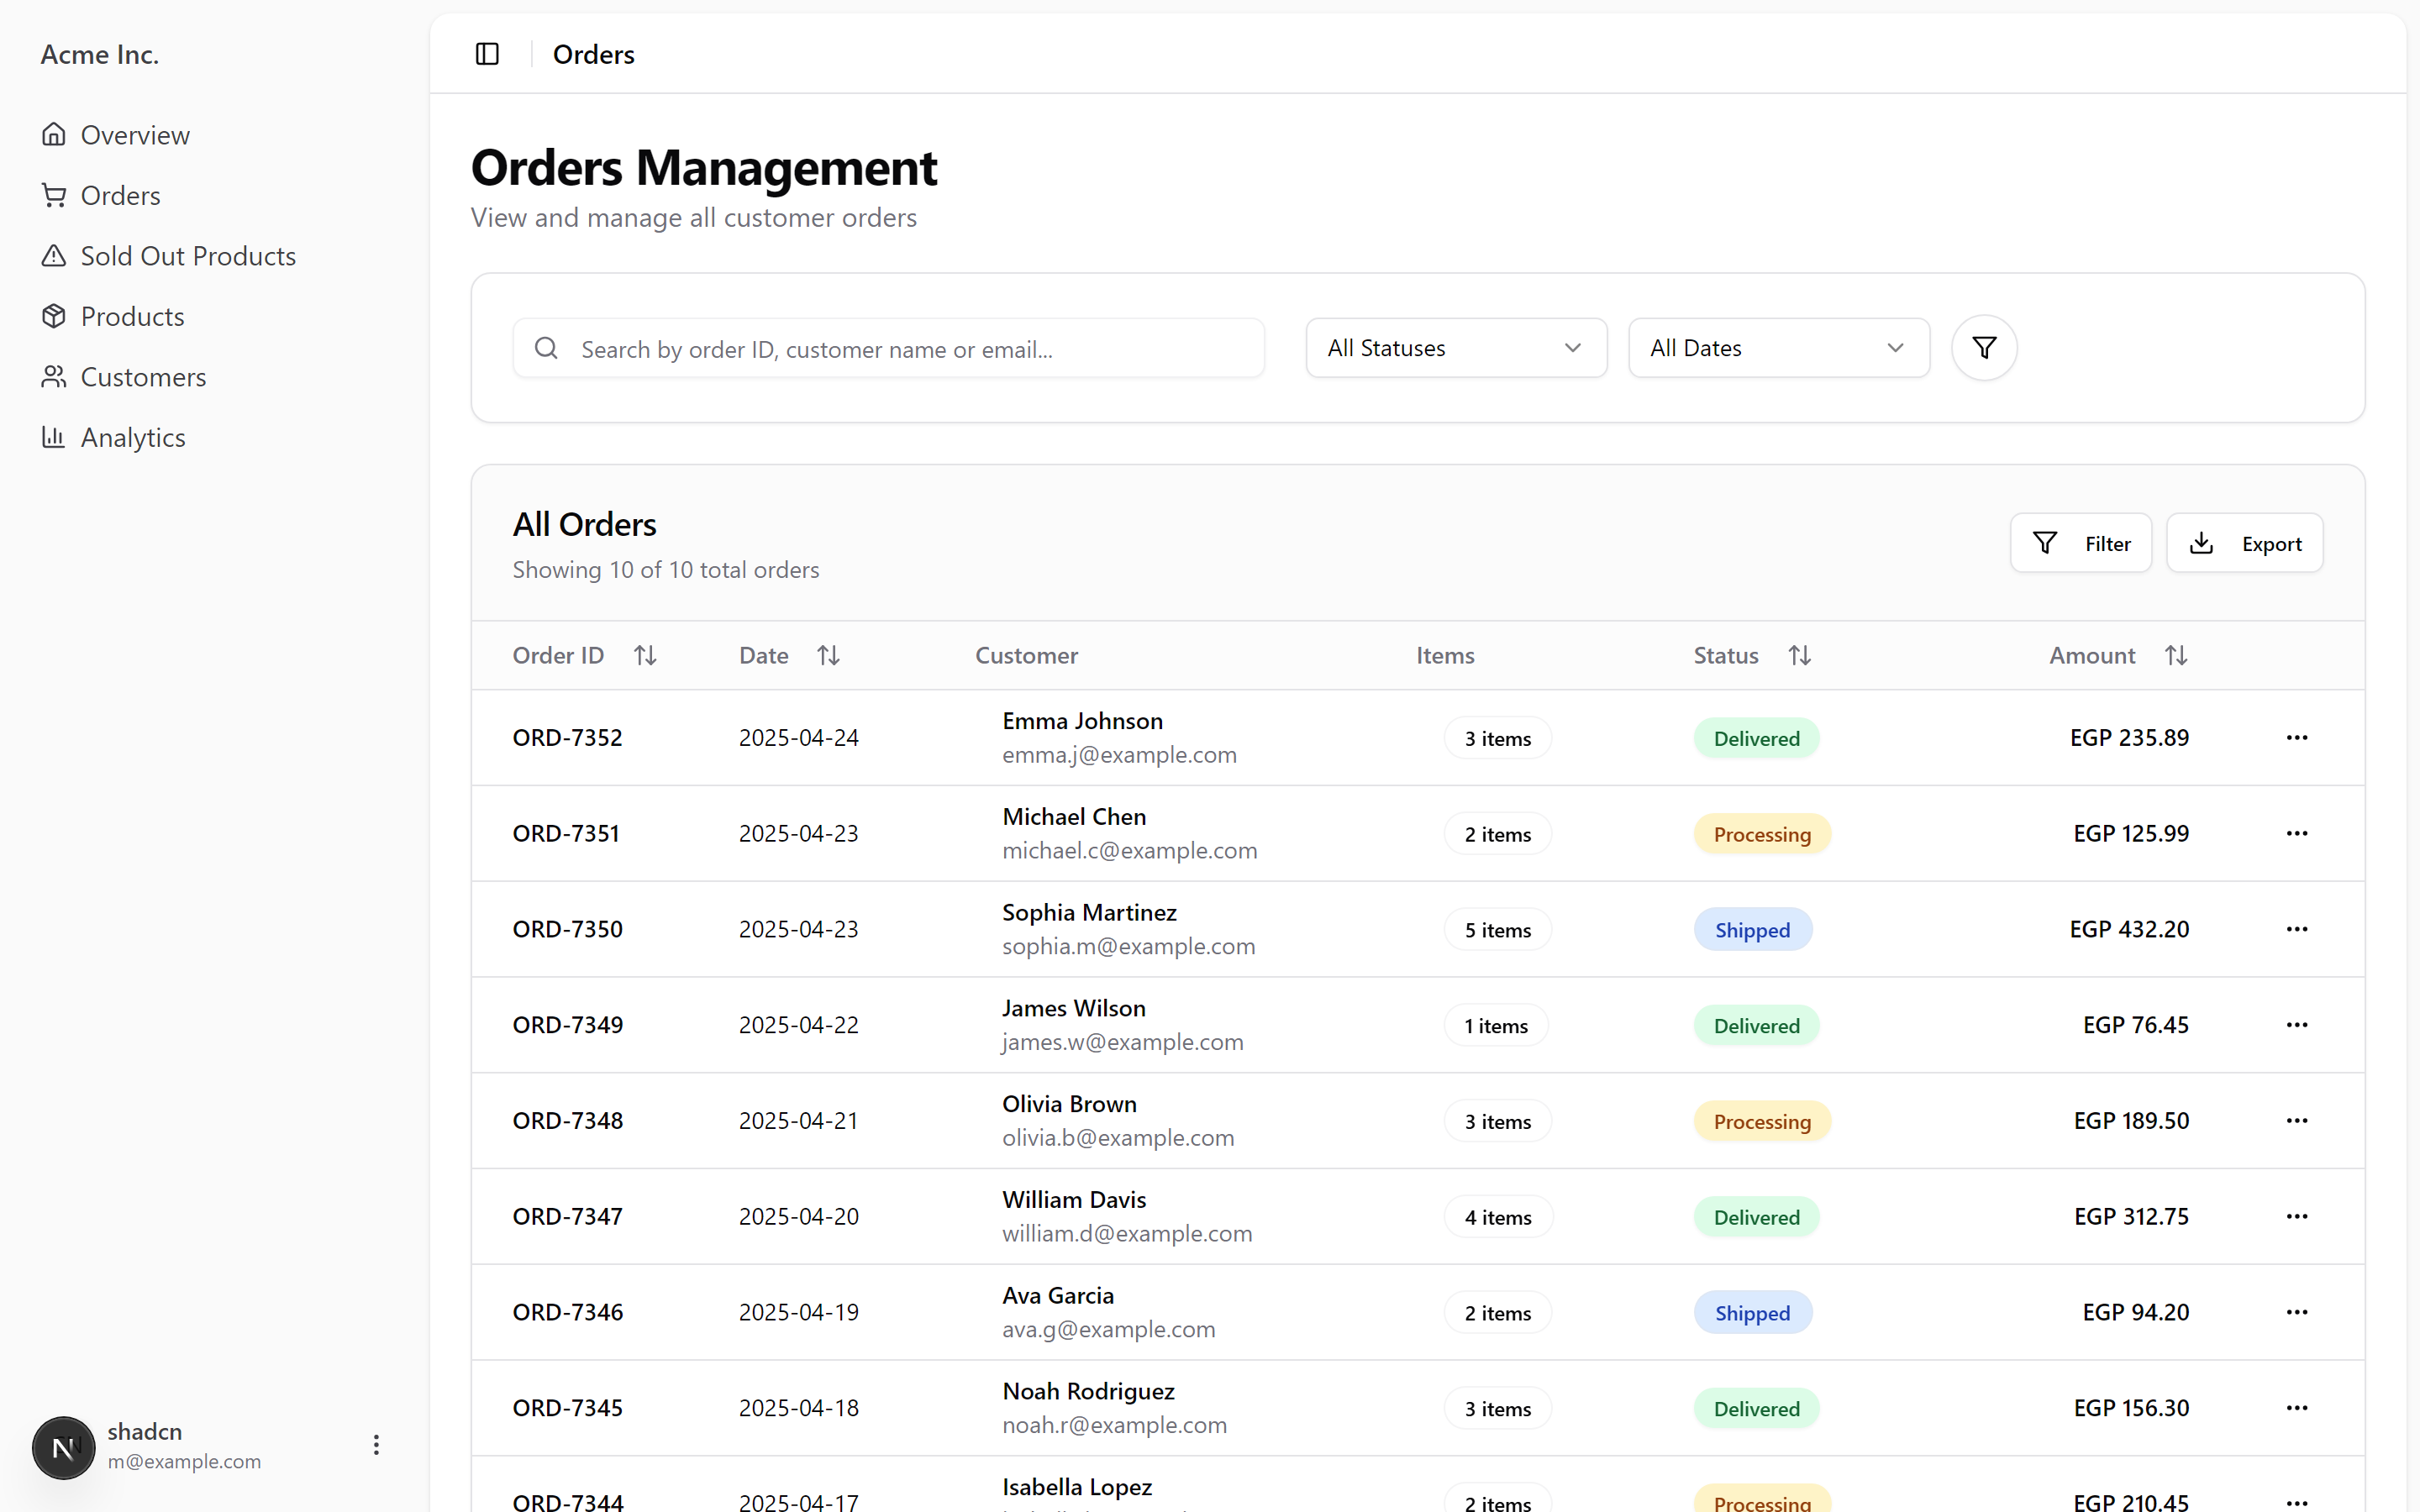 Acme Inc.
Overview
Orders
Sold Out Products
Products
Customers
Analytics
shadcn
m@example.com
Orders
Orders Management
View and manage all customer orders
Search by order ID, customer name or email...
All Statuses
All Dates
All Orders
Showing 10 of 10 total orders
Filter
Export
Order ID Date Customer Items Status Amount
ORD-7352 2025-04-24 Emma Johnson 3 items Delivered EGP 235.89
emma.j@example.com
ORD-7351 2025-04-23 Michael Chen 2 items Processing EGP 125.99
michael.c@example.com
ORD-7350 2025-04-23 Sophia Martinez 5 items Shipped EGP 432.20
sophia.m@example.com
ORD-7349 2025-04-22 James Wilson 1 items Delivered EGP 76.45
james.w@example.com
ORD-7348 2025-04-21 Olivia Brown 3 items Processing EGP 189.50
olivia.b@example.com
ORD-7347 2025-04-20 William Davis 4 items Delivered EGP 312.75
william.d@example.com
ORD-7346 2025-04-19 Ava Garcia 2 items Shipped EGP 94.20
ava.g@example.com
ORD-7345 2025-04-18 Noah Rodriguez 3 items Delivered EGP 156.30
noah.r@example.com
ORD-7344 2025-04-17 Isabella Lopez 2 items Processing EGP 210.45